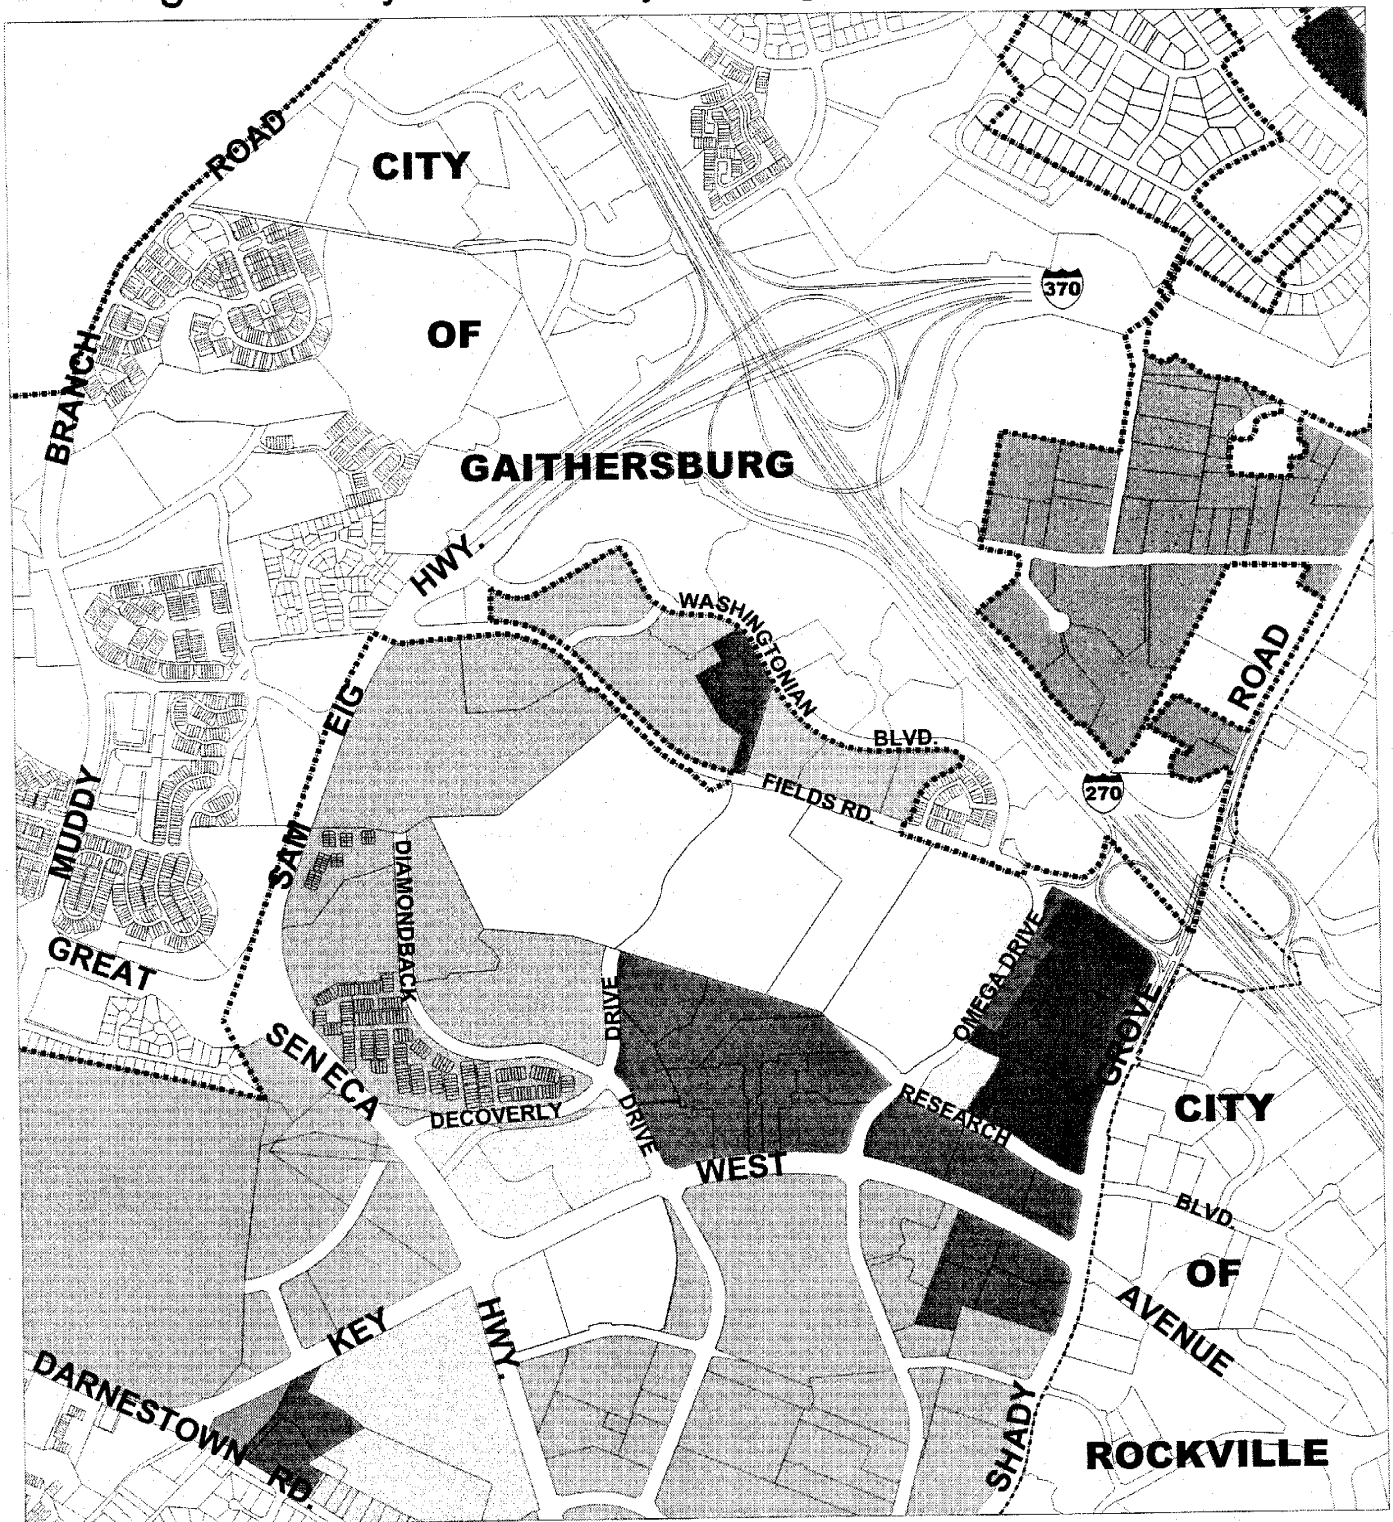 ROAD
CITY
370
OF
BRANCH
GAITHERSBURG
HWY.
WASHINGTONIAN
ROAD
EIG
BLVD.
270
FIELDS RD.
MUDDY
SAM
DIAMONDBACK
GREAT
OMEGA DRIVE
DRIVE
GROVE
SENECA
CITY
RESEARCH
DECOVERLY
DRIVE
WEST
BLVD.
OF
KEY
HWY.
AVENUE
DARNESTOWN
RD.
SHADY
ROCKVILLE